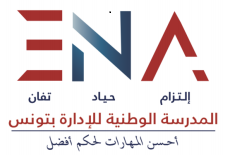 ENA
إلتزام حياد تفان
المدرسة الوطنية للإدارة بتونس
أحسن المهارات لحكم أفضل